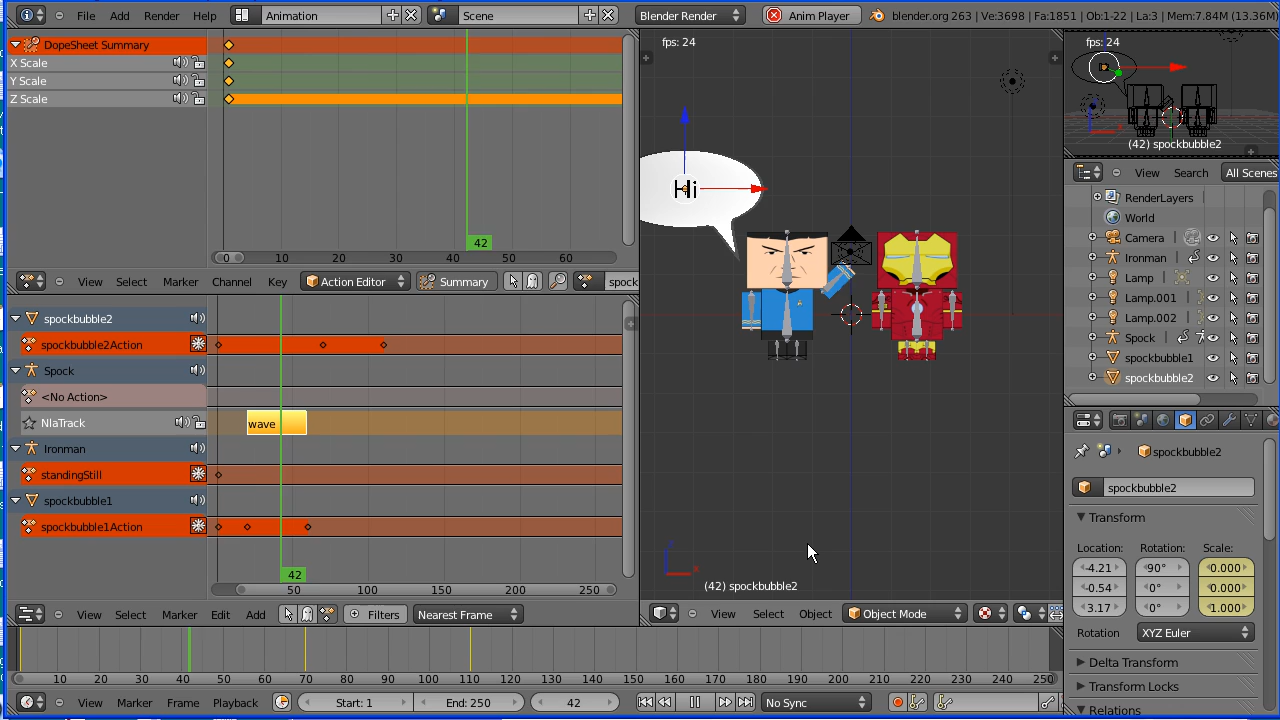 File Add Render Help Animation Scene Blender Render Anim Player blender.org 263 | Ve:3698 | Fa:1851 | Ob:1-22 | La:3 | Mem:7.84M (13.36M
DopeSheet Summary
X Scale
Y Scale
Z Scale
42
0 10 20 30 40 50 60
View Select Marker Channel Key Action Editor Summary spock
spockbubble2
spockbubble2Action
Spock
<No Action>
NlaTrack wave
Ironman
standingStill
spockbubble1
spockbubble1Action
42
50 100 150 200 250
View Select Marker Edit Add Filters Nearest Frame
fps: 24
Hi
(42) spockbubble2
View Select Object Object Mode
fps: 24
(42) spockbubble2
View Search All Scenes
RenderLayers
World
Camera
Ironman
Lamp
Lamp.001
Lamp.002
Spock
spockbubble1
spockbubble2
spockbubble2
spockbubble2
Transform
Location: Rotation: Scale:
-4.21 90° 0.000
-0.54 0° 0.000
3.17 0° 1.000
Rotation XYZ Euler
Delta Transform
Transform Locks
Relations
10 20 30 40 50 60 70 80 90 100 110 120 130 140 150 160 170 180 190 200 210 220 230 240 250
View Marker Frame Playback Start: 1 End: 250 42 No Sync